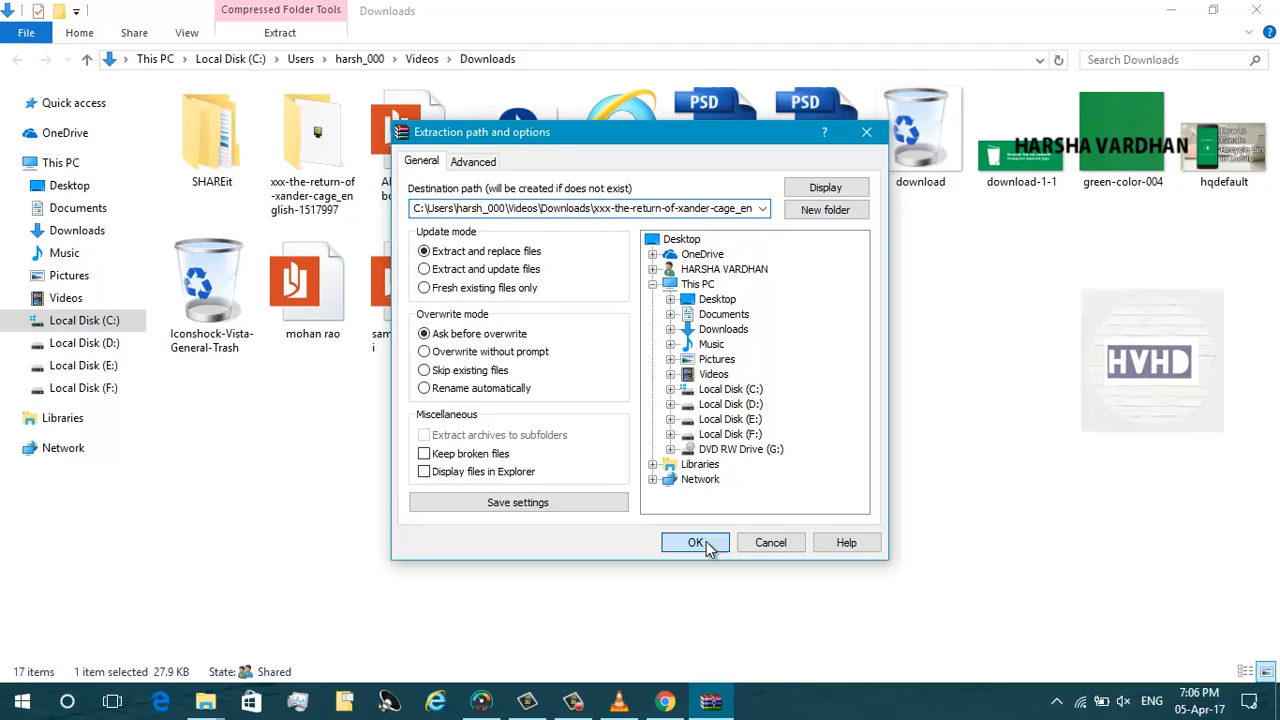 Compressed Folder Tools
Downloads
File
Home
Share
View
Extract
This PC
Local Disk (C:)
Users
harsh_000
Videos
Downloads
Search Downloads
Quick access
OneDrive
This PC
Desktop
Documents
Downloads
Music
Pictures
Videos
Local Disk (C:)
Local Disk (D:)
Local Disk (E:)
Local Disk (F:)
Libraries
Network
SHAREit
xxx-the-return-of
-xander-cage_en
glish-1517997
PSD
PSD
download
download-1-1
green-color-004
hqdefault
HARSHA VARDHAN
How to
Create
Iconshock-Vista-
General-Trash
mohan rao
sam
i
Extraction path and options
?
General
Advanced
Destination path (will be created if does not exist)
C:\Users\harsh_000\Videos\Downloads\xxx-the-return-of-xander-cage_en
Display
New folder
Update mode
Extract and replace files
Extract and update files
Fresh existing files only
Overwrite mode
Ask before overwrite
Overwrite without prompt
Skip existing files
Rename automatically
Miscellaneous
Extract archives to subfolders
Keep broken files
Display files in Explorer
Save settings
Desktop
OneDrive
HARSHA VARDHAN
This PC
Desktop
Documents
Downloads
Music
Pictures
Videos
Local Disk (C:)
Local Disk (D:)
Local Disk (E:)
Local Disk (F:)
DVD RW Drive (G:)
Libraries
Network
OK
Cancel
Help
HVHD
17 items
1 item selected 27.9 KB
State:
Shared
ENG
7:06 PM
05-Apr-17